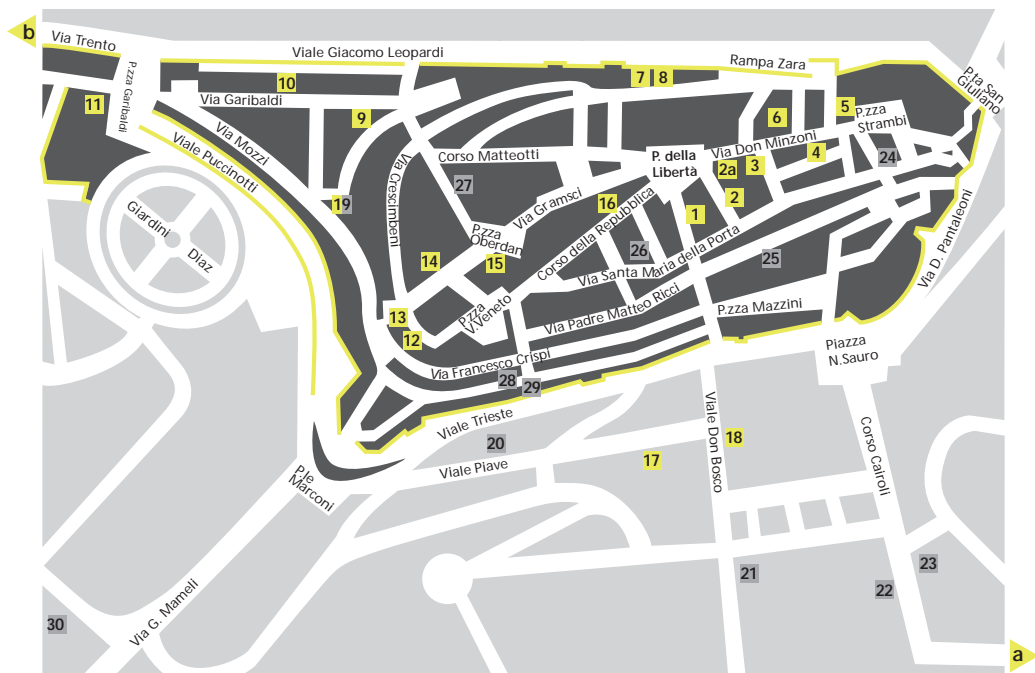 b
Via Trento
Viale Giacomo Leopardi
Rampa Zara
P.ta San
Giuliano
P.zza Garibaldi
10
7
8
11
Via Garibaldi
9
6
5
P.zza
Strambi
Via Mozzi
Viale Puccinotti
Via Don Minzoni
4
24
Corso Matteotti
P. della
Libertà
2a
3
Via Crescimbeni
27
19
2
16
1
Via Gramsci
Giardini
Diaz
P.zza
Oberdan
Corso della Repubblica
26
Via Santa Maria della Porta
25
Via D. Pantaleoni
14
15
13
P.zza
V.Veneto
Via Padre Matteo Ricci
P.zza Mazzini
12
Via Francesco Crispi
28
29
Piazza
N.Sauro
Viale Trieste
20
Viale Piave
17
Viale Don Bosco
18
Corso Cairoli
P.le
Marconi
Via G. Mameli
21
22
23
30
a